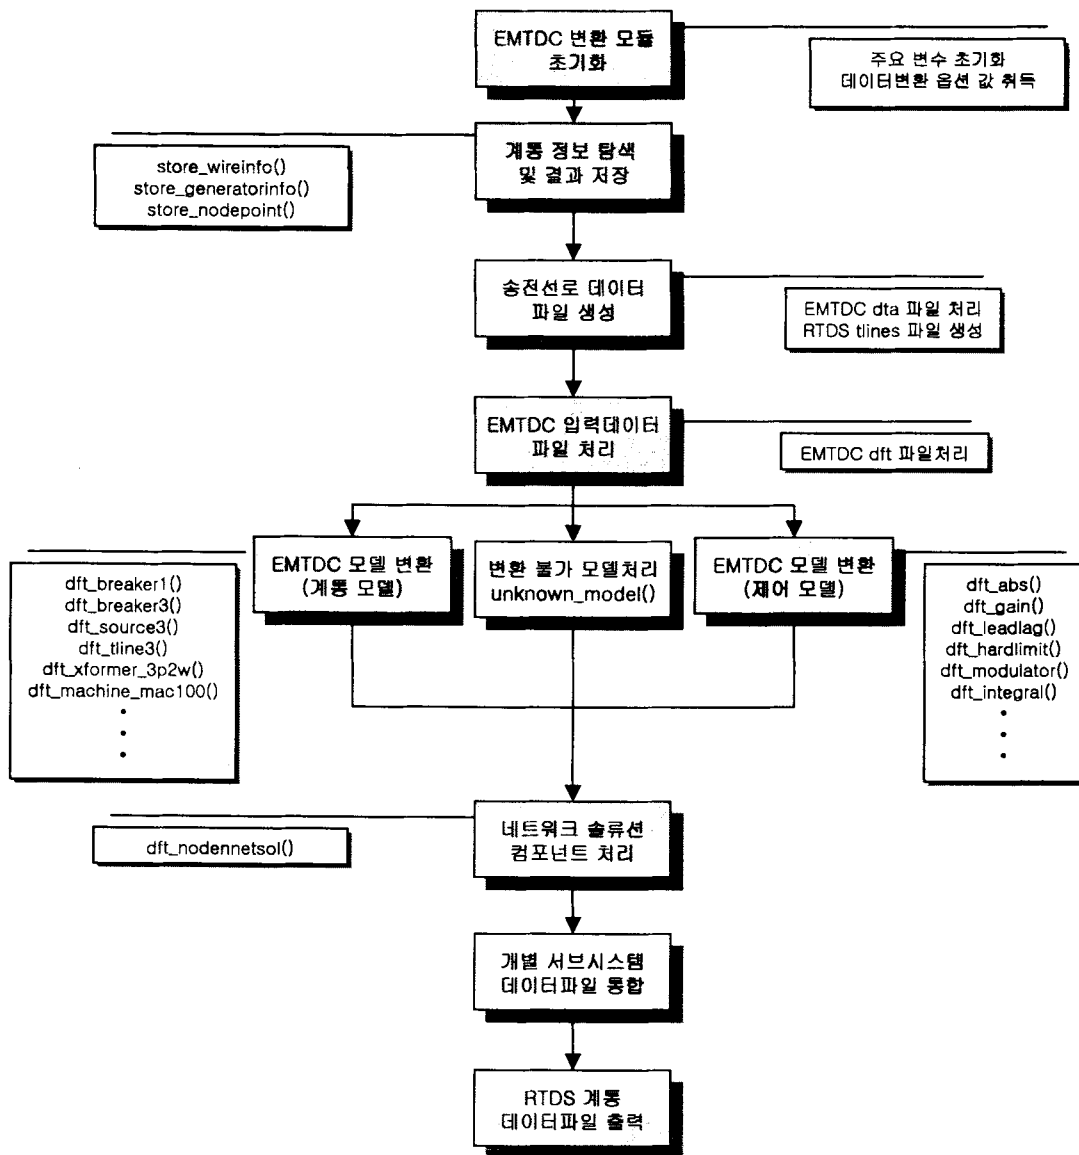 EMTDC 변환 모듈
초기화
주요 변수 초기화
데이터변환 옵션 값 취득
계통 정보 탐색
및 결과 저장
store_wireinfo()
store_generatorinfo()
store_nodepoint()
송전선로 데이터
파일 생성
EMTDC dta 파일 처리
RTDS tlines 파일 생성
EMTDC 입력데이터
파일 처리
EMTDC dft 파일처리
EMTDC 모델 변환
(계통 모델)
변환 불가 모델처리
unknown_model()
EMTDC 모델 변환
(제어 모델)
dft_breaker1()
dft_breaker3()
dft_source3()
dft_tline3()
dft_xformer_3p2w()
dft_machine_mac100()
dft_abs()
dft_gain()
dft_leadlag()
dft_hardlimit()
dft_modulator()
dft_integral()
네트워크 솔류션
컴포넌트 처리
dft_nodennetsol()
개별 서브시스템
데이터파일 통합
RTDS 계통
데이터파일 출력